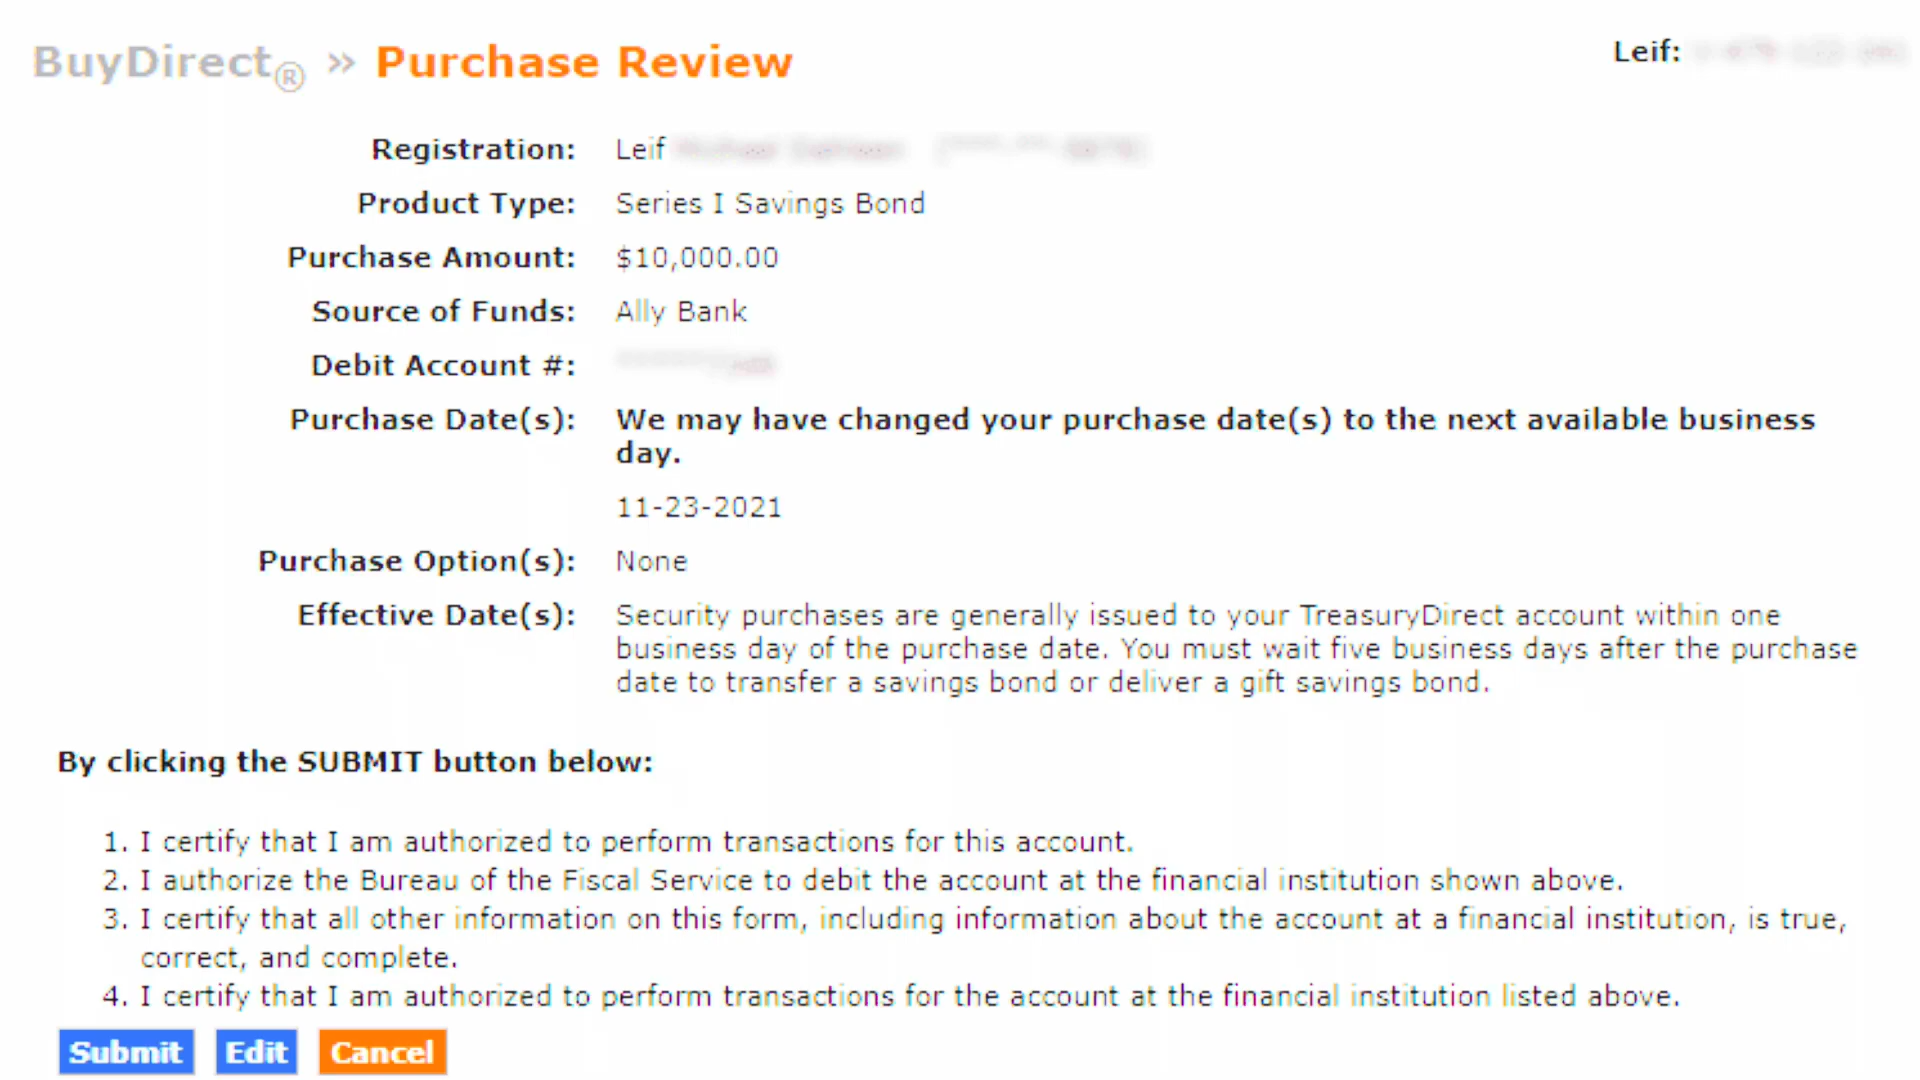 BuyDirect® » Purchase Review
Leif:
Registration: Leif
Product Type: Series I Savings Bond
Purchase Amount: $10,000.00
Source of Funds: Ally Bank
Debit Account #:
Purchase Date(s): We may have changed your purchase date(s) to the next available business
day.
11-23-2021
Purchase Option(s): None
Effective Date(s): Security purchases are generally issued to your TreasuryDirect account within one
business day of the purchase date. You must wait five business days after the purchase
date to transfer a savings bond or deliver a gift savings bond.
By clicking the SUBMIT button below:
1. I certify that I am authorized to perform transactions for this account.
2. I authorize the Bureau of the Fiscal Service to debit the account at the financial institution shown above.
3. I certify that all other information on this form, including information about the account at a financial institution, is true,
correct, and complete.
4. I certify that I am authorized to perform transactions for the account at the financial institution listed above.
Submit Edit Cancel